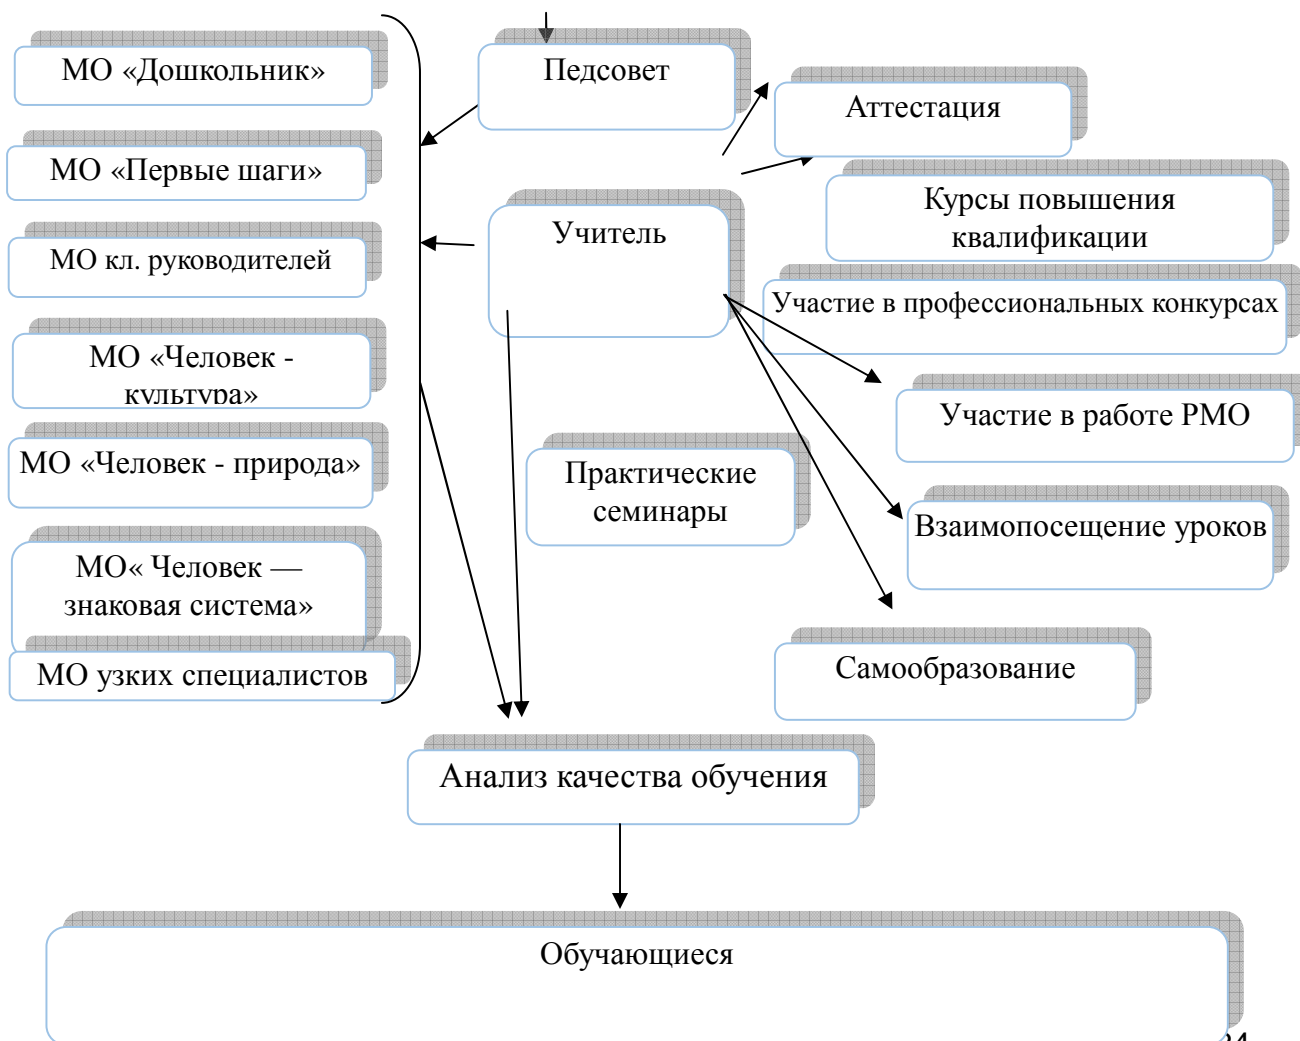 МО «Дошкольник»
МО «Первые шаги»
МО кл. руководителей
МО «Человек -
культура»
МО «Человек - природа»
МО« Человек —
знаковая система»
МО узких специалистов
Педсовет
Учитель
Практические
семинары
Аттестация
Курсы повышения
квалификации
Участие в профессиональных конкурсах
Участие в работе РМО
Взаимопосещение уроков
Самообразование
Анализ качества обучения
Обучающиеся